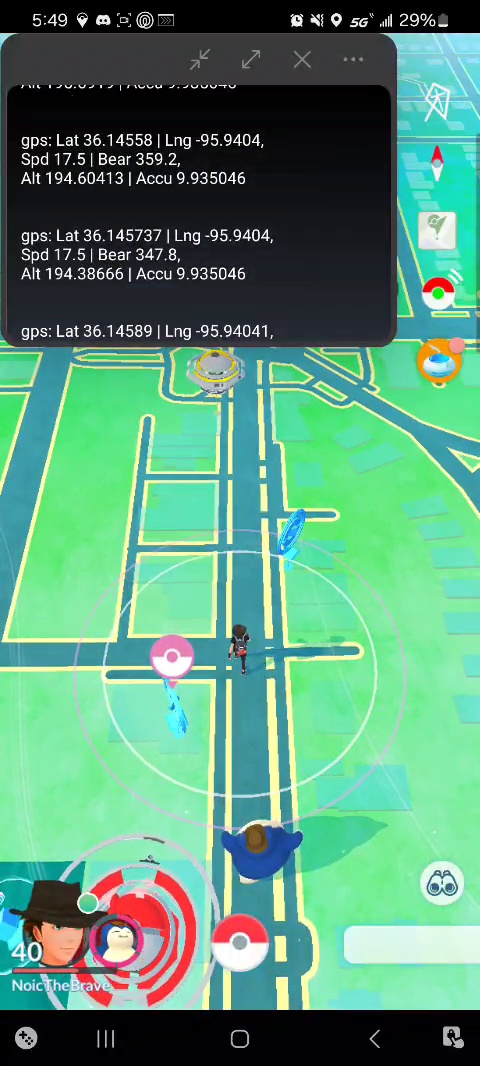 5:49
5G
29%
gps: Lat 36.14558 | Lng -95.9404,
Spd 17.5 | Bear 359.2,
Alt 194.60413 | Accu 9.935046
gps: Lat 36.145737 | Lng -95.9404,
Spd 17.5 | Bear 347.8,
Alt 194.38666 | Accu 9.935046
gps: Lat 36.14589 | Lng -95.94041,
40
NoicTheBrave